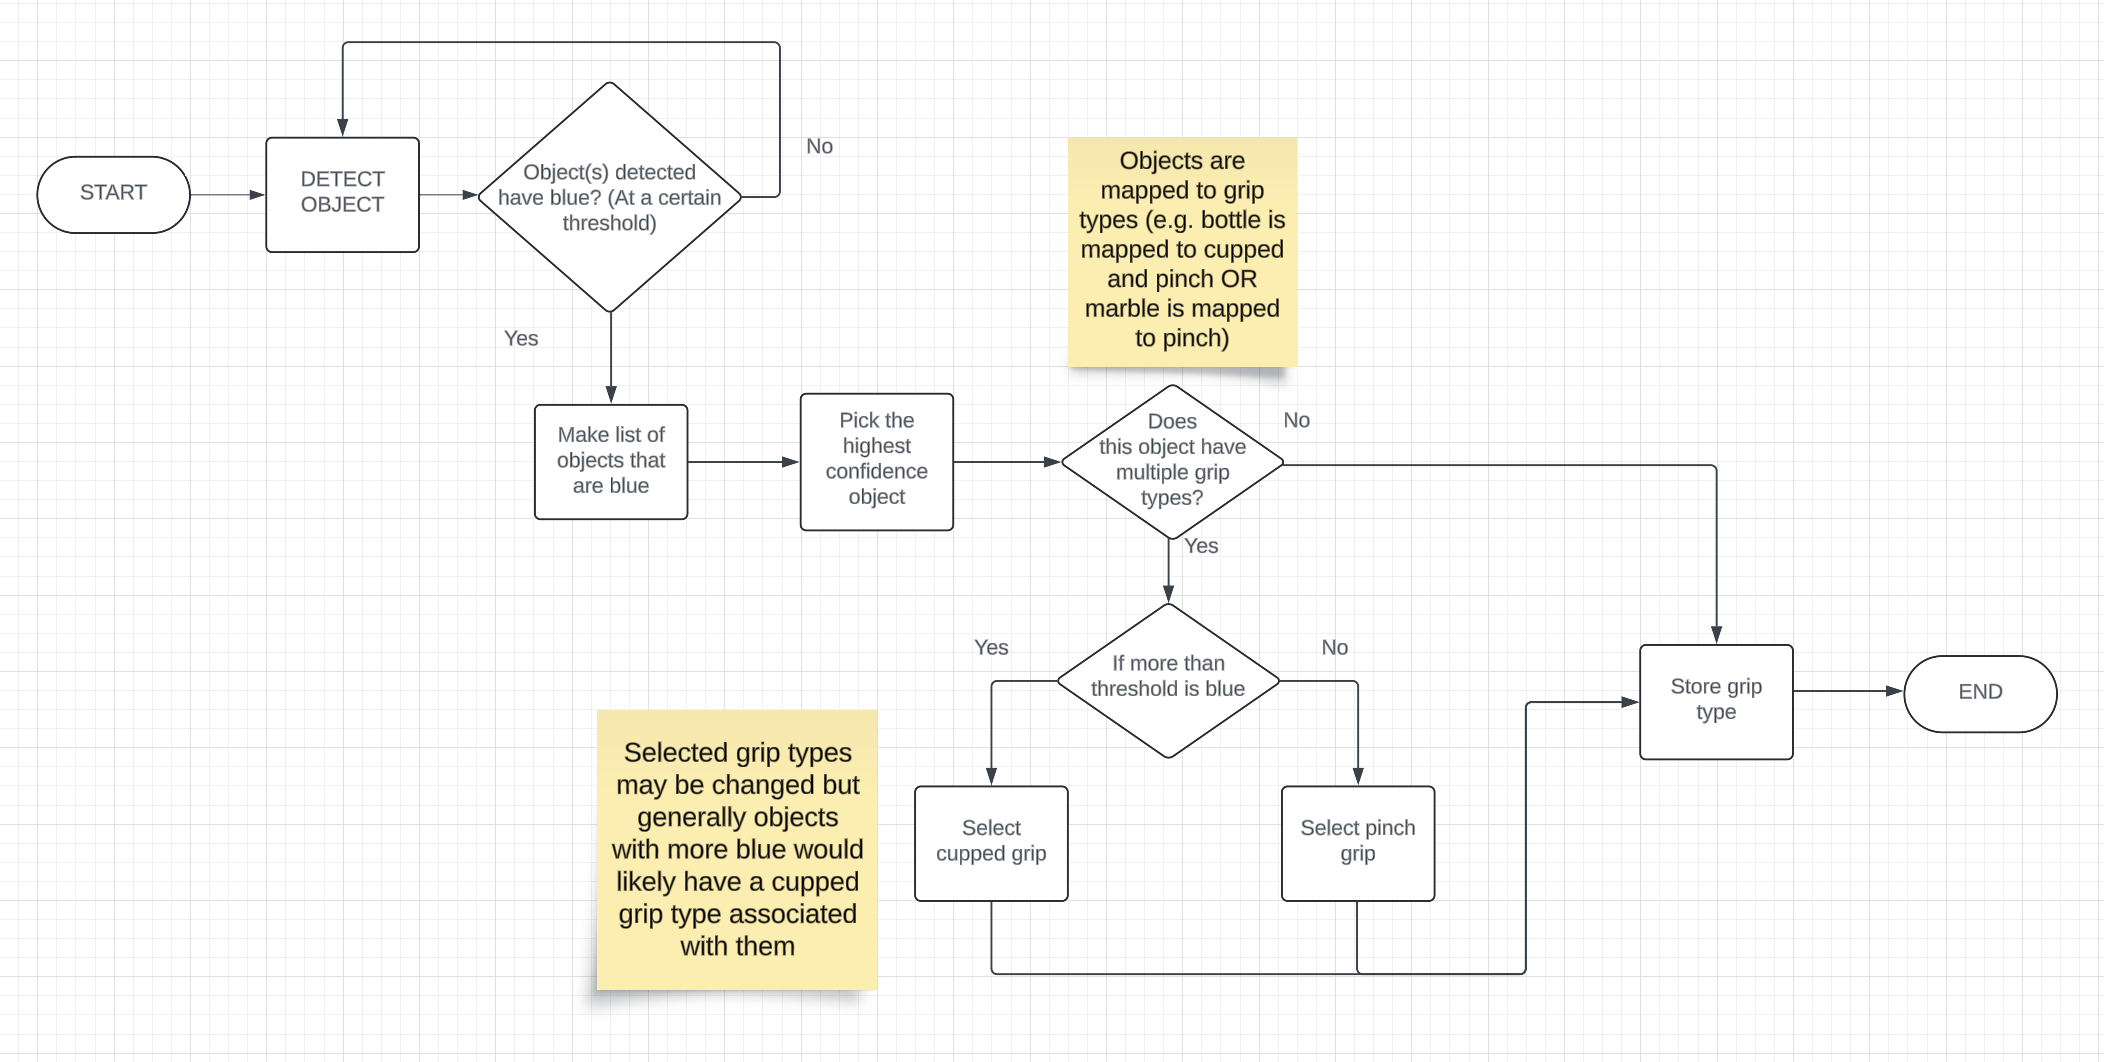 START
DETECT
OBJECT
Object(s) detected
have blue? (At a certain
threshold)
No
Yes
Objects are
mapped to grip
types (e.g. bottle is
mapped to cupped
and pinch OR
marble is mapped
to pinch)
Make list of
objects that
are blue
Pick the
highest
confidence
object
Does
this object have
multiple grip
types?
No
Yes
If more than
threshold is blue
Yes
No
Select
cupped grip
Select pinch
grip
Store grip
type
END
Selected grip types
may be changed but
generally objects
with more blue would
likely have a cupped
grip type associated
with them